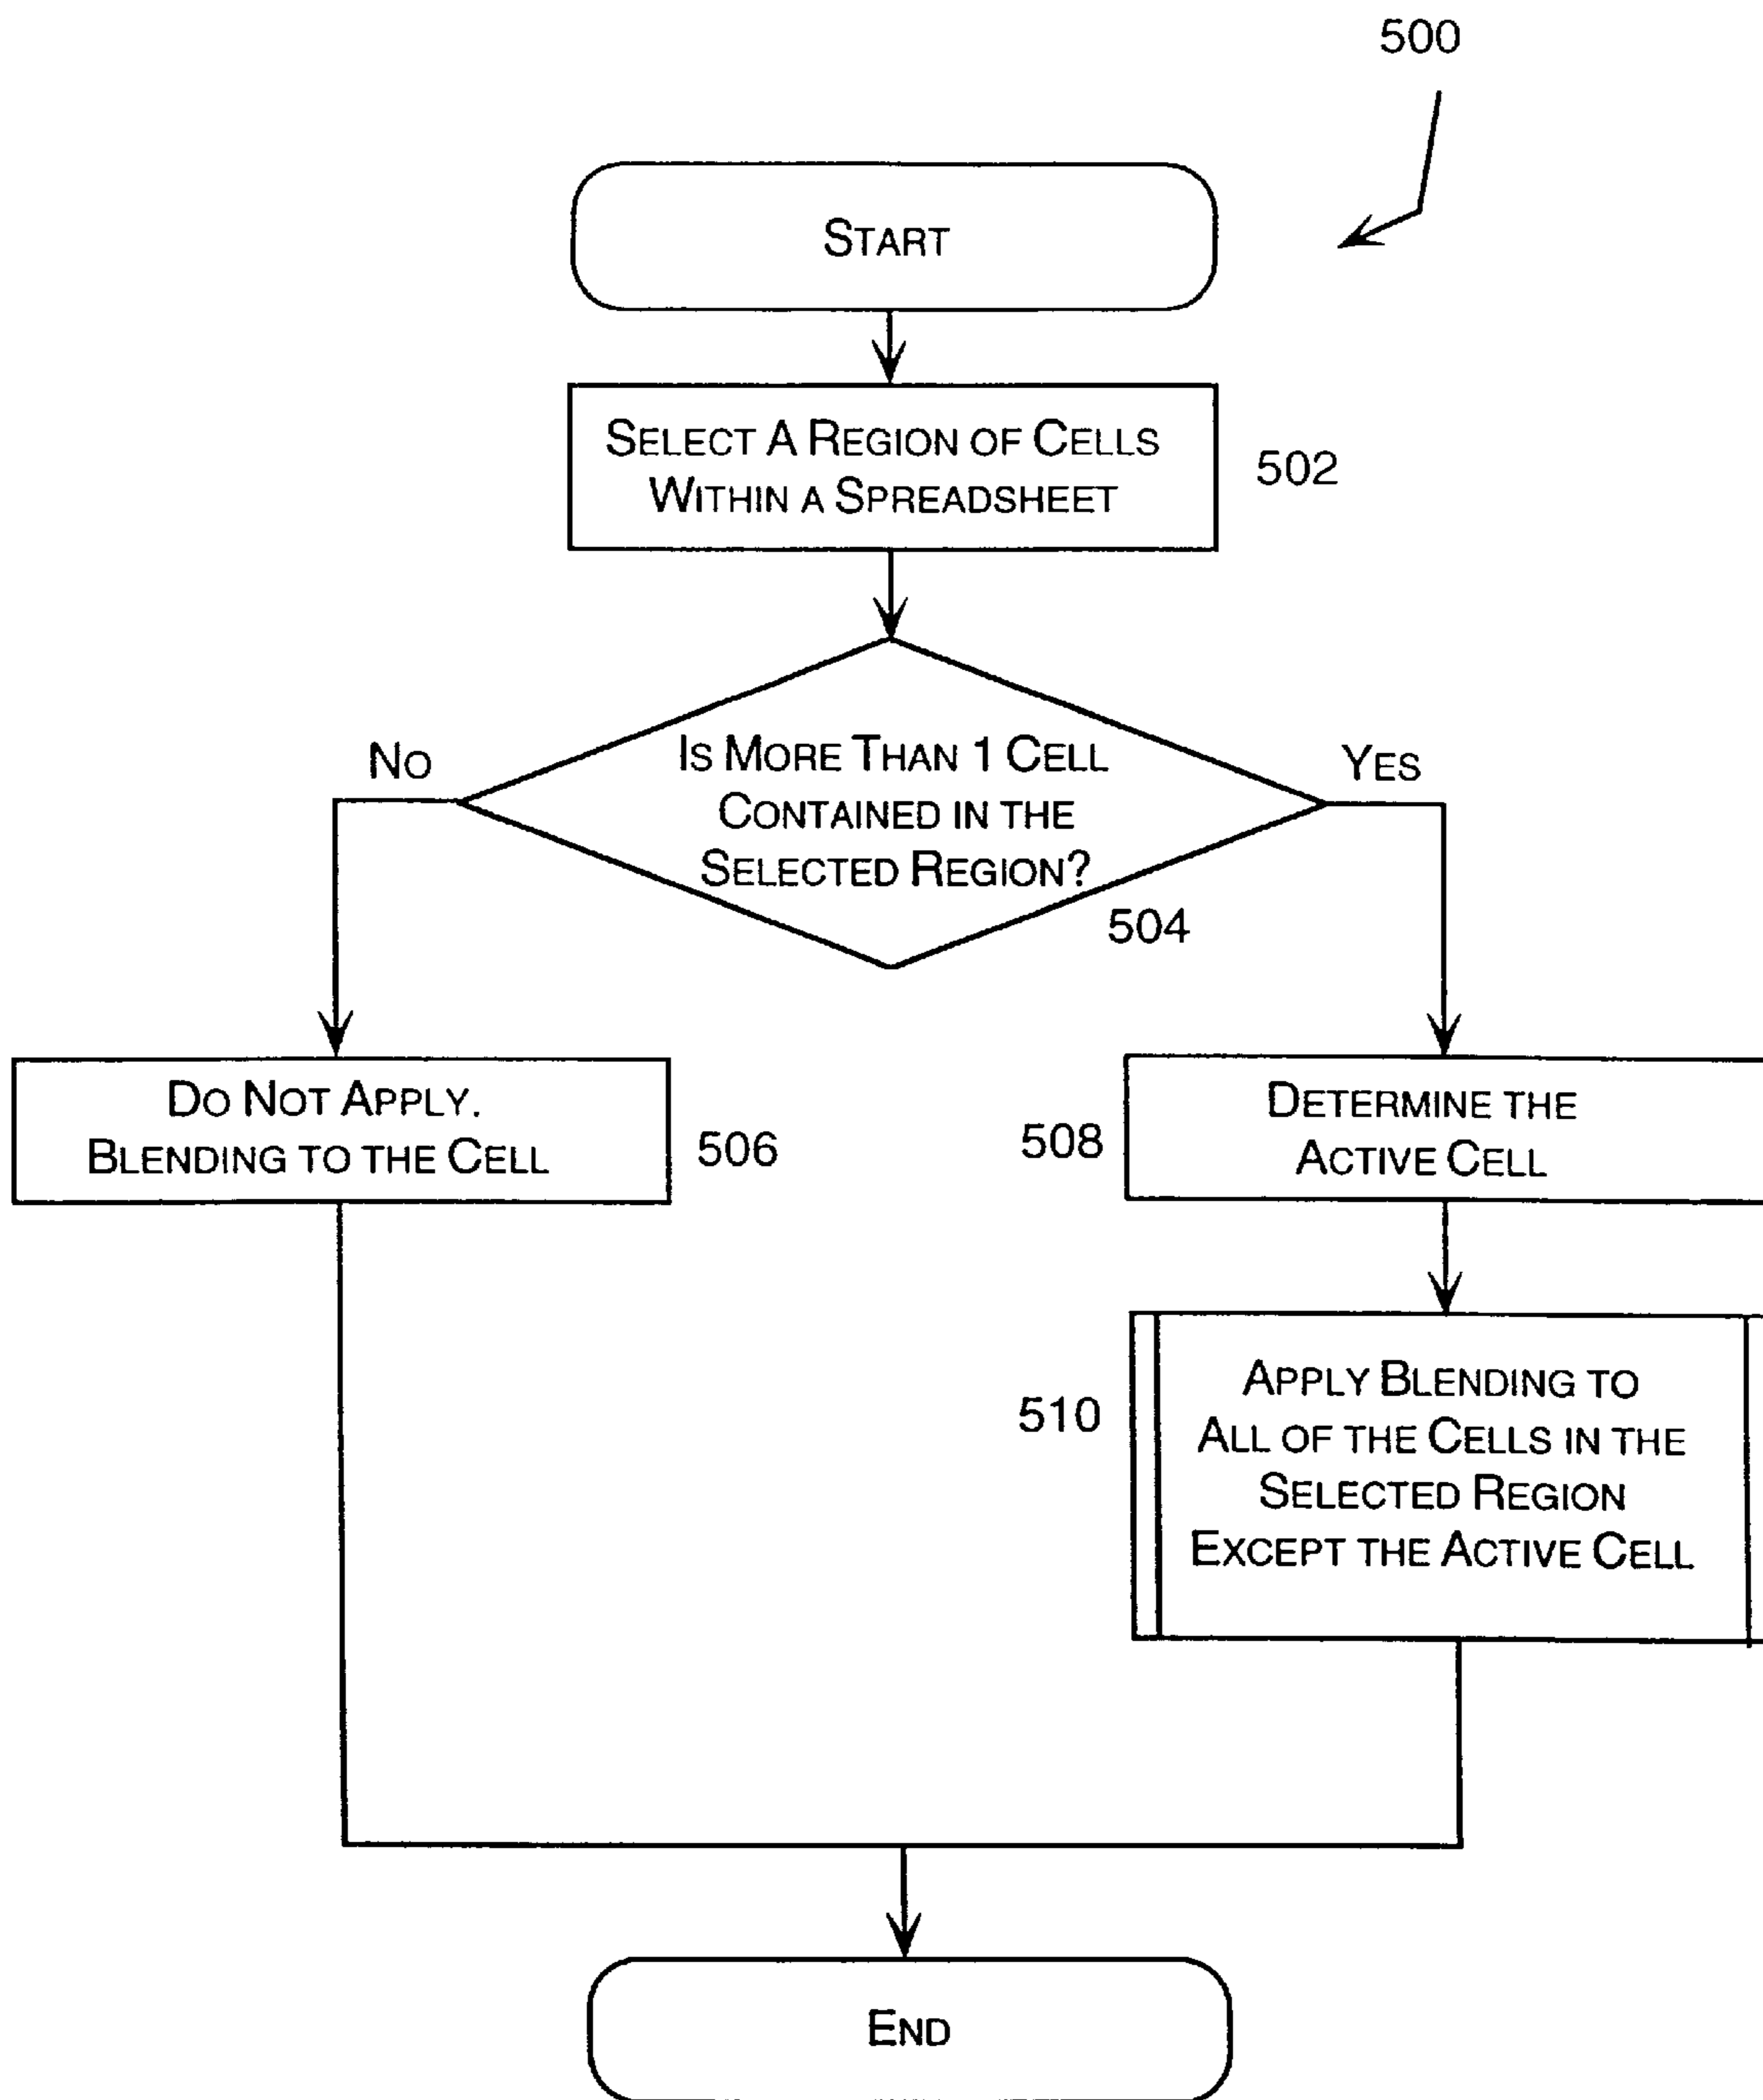 500
START
SELECT A REGION OF CELLS
WITHIN A SPREADSHEET
502
NO
IS MORE THAN 1 CELL
CONTAINED IN THE
SELECTED REGION?
YES
504
DO NOT APPLY.
BLENDING TO THE CELL
506
508
DETERMINE THE
ACTIVE CELL
510
APPLY BLENDING TO
ALL OF THE CELLS IN THE
SELECTED REGION
EXCEPT THE ACTIVE CELL
END